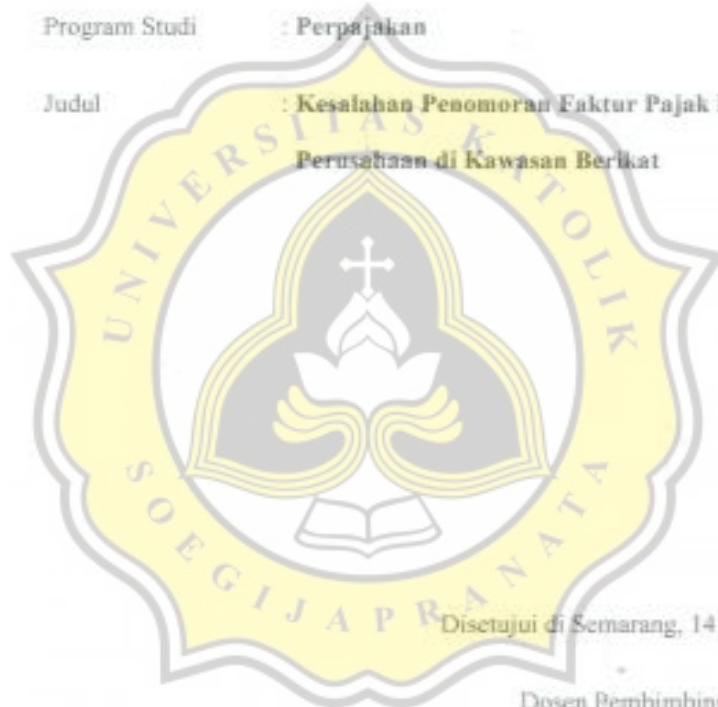 Program Studi : Perpajakan
Judul : Kesalahan Penomoran Faktur Pajak
Perusahaan di Kawasan Berikat
UNIVERSITAS KATOLIK
SOEGIJAPRANATA
Disetujui di Semarang, 14
Dosen Pembimbing